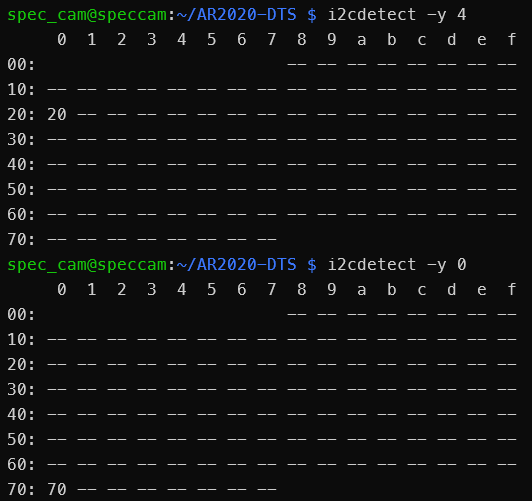 spec_cam@speccam:~/AR2020-DTS $ i2cdetect -y 4
     0  1  2  3  4  5  6  7  8  9  a  b  c  d  e  f
00:                         -- -- -- -- -- -- -- --
10: -- -- -- -- -- -- -- -- -- -- -- -- -- -- -- --
20: 20 -- -- -- -- -- -- -- -- -- -- -- -- -- -- --
30: -- -- -- -- -- -- -- -- -- -- -- -- -- -- -- --
40: -- -- -- -- -- -- -- -- -- -- -- -- -- -- -- --
50: -- -- -- -- -- -- -- -- -- -- -- -- -- -- -- --
60: -- -- -- -- -- -- -- -- -- -- -- -- -- -- -- --
70: -- -- -- -- -- -- -- --
spec_cam@speccam:~/AR2020-DTS $ i2cdetect -y 0
     0  1  2  3  4  5  6  7  8  9  a  b  c  d  e  f
00:                         -- -- -- -- -- -- -- --
10: -- -- -- -- -- -- -- -- -- -- -- -- -- -- -- --
20: -- -- -- -- -- -- -- -- -- -- -- -- -- -- -- --
30: -- -- -- -- -- -- -- -- -- -- -- -- -- -- -- --
40: -- -- -- -- -- -- -- -- -- -- -- -- -- -- -- --
50: -- -- -- -- -- -- -- -- -- -- -- -- -- -- -- --
60: -- -- -- -- -- -- -- -- -- -- -- -- -- -- -- --
70: 70 -- -- -- -- -- -- --